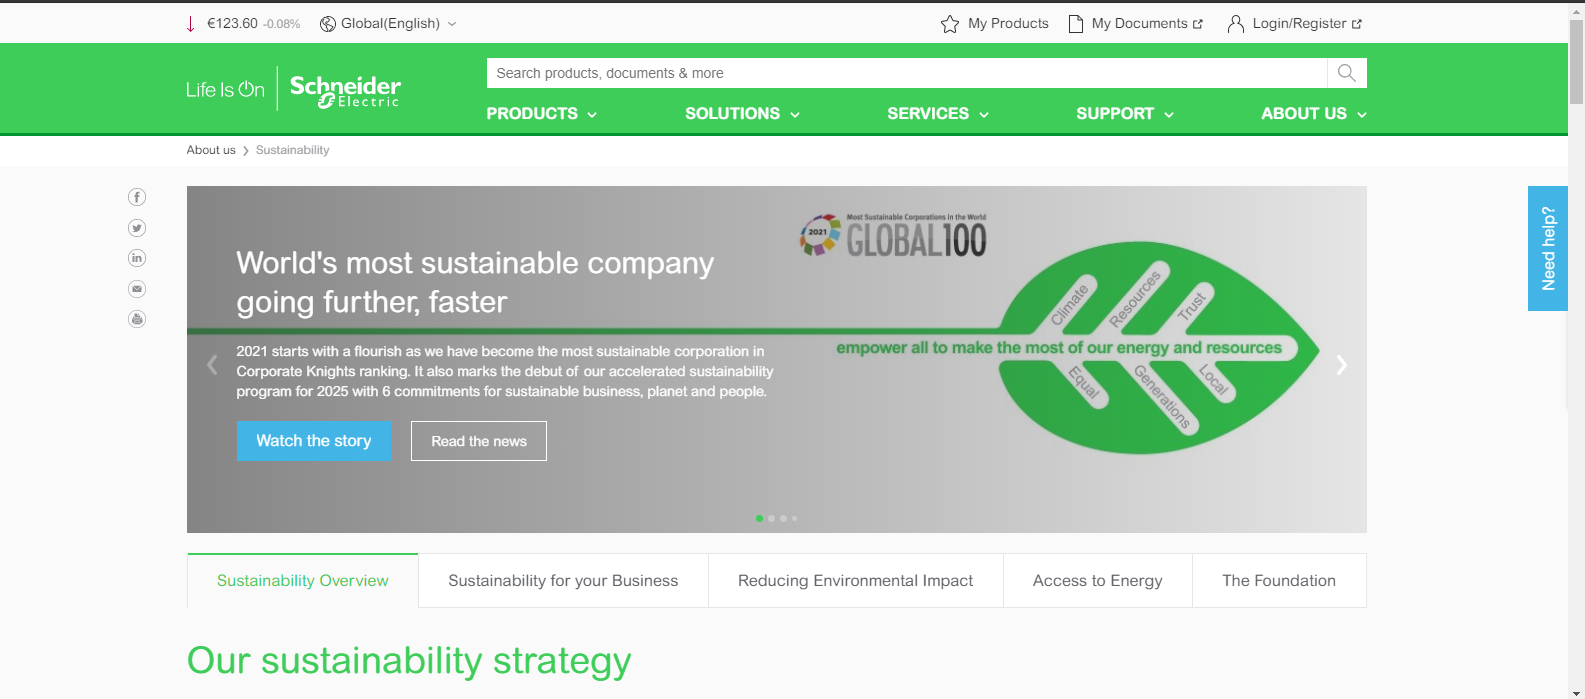 €123.60 -0.08%
Global(English)
My Products
My Documents
Login/Register
Life Is On
Schneider
Electric
Search products, documents & more
PRODUCTS
SOLUTIONS
SERVICES
SUPPORT
ABOUT US
About us
Sustainability
Need help?
World's most sustainable company
going further, faster
2021 starts with a flourish as we have become the most sustainable corporation in
Corporate Knights ranking. It also marks the debut of our accelerated sustainability
program for 2025 with 6 commitments for sustainable business, planet and people.
Watch the story
Read the news
2021
Most Sustainable Corporations in the World
GLOBAL100
Climate
Resources
Trust
empower all to make the most of our energy and resources
Equal
Generations
Local
Sustainability Overview
Sustainability for your Business
Reducing Environmental Impact
Access to Energy
The Foundation
Our sustainability strategy